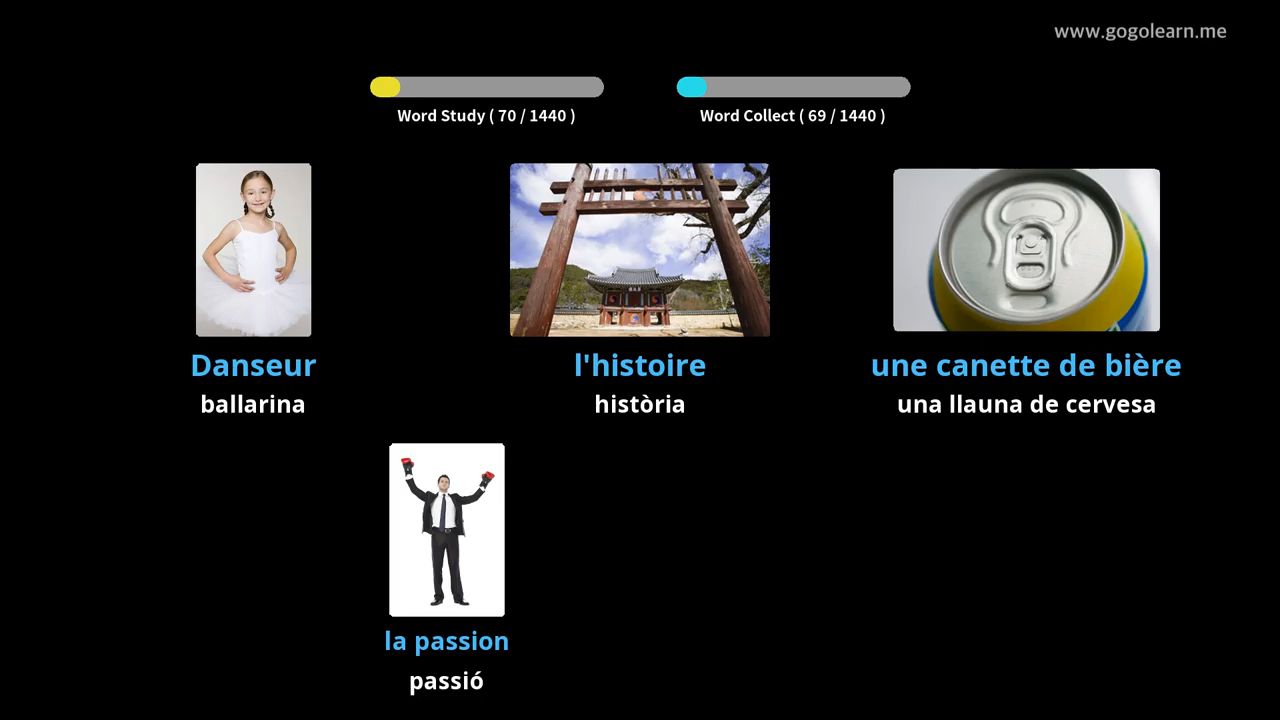 www.gogolearn.me
Word Study ( 70 / 1440 )
Word Collect ( 69 / 1440 )
Danseur
ballarina
l'histoire
història
une canette de bière
una llauna de cervesa
la passion
passió